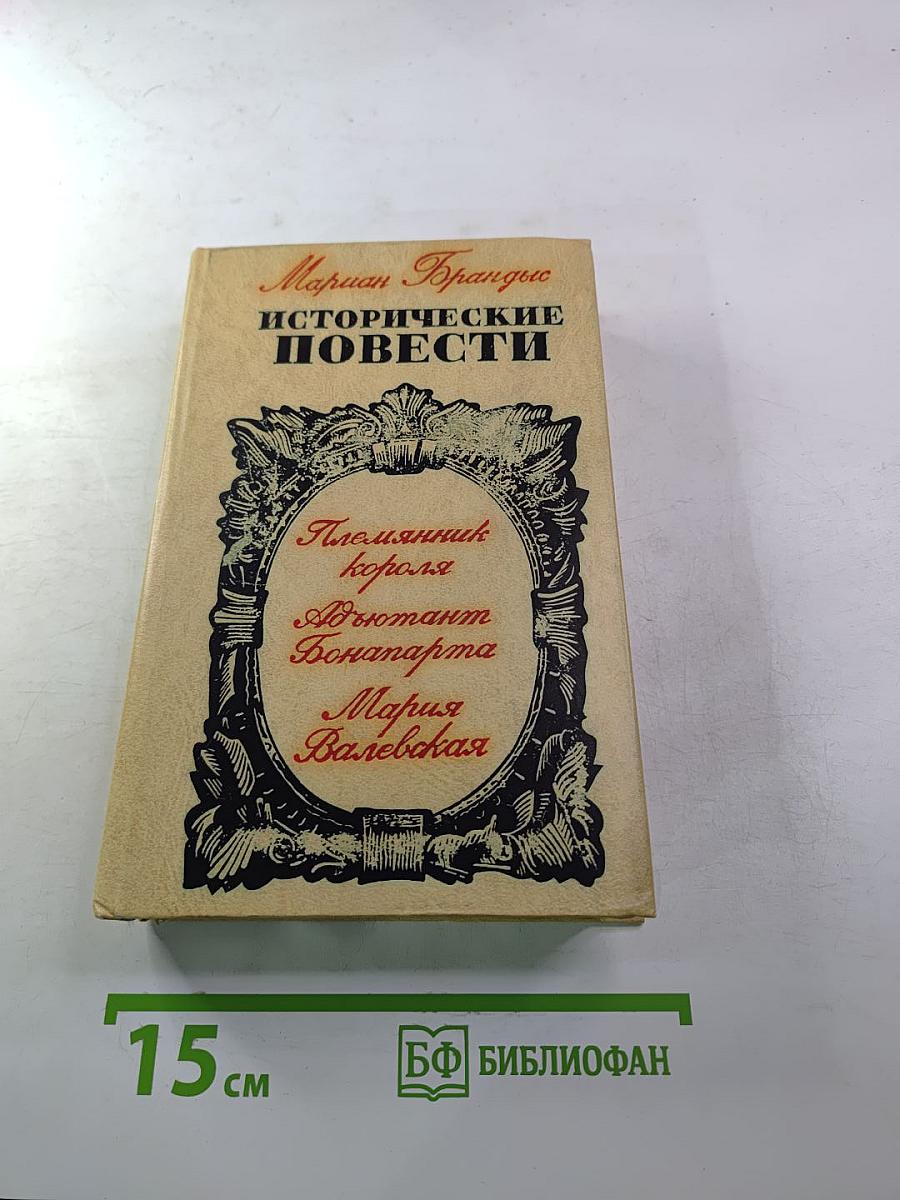 Мариан Брандыс
ИСТОРИЧЕСКИЕ
ПОВЕСТИ
Племянник
короля
Адъютант
Бонапарта
Мария
Валевская
15 см
БФ БИБЛИОФАН